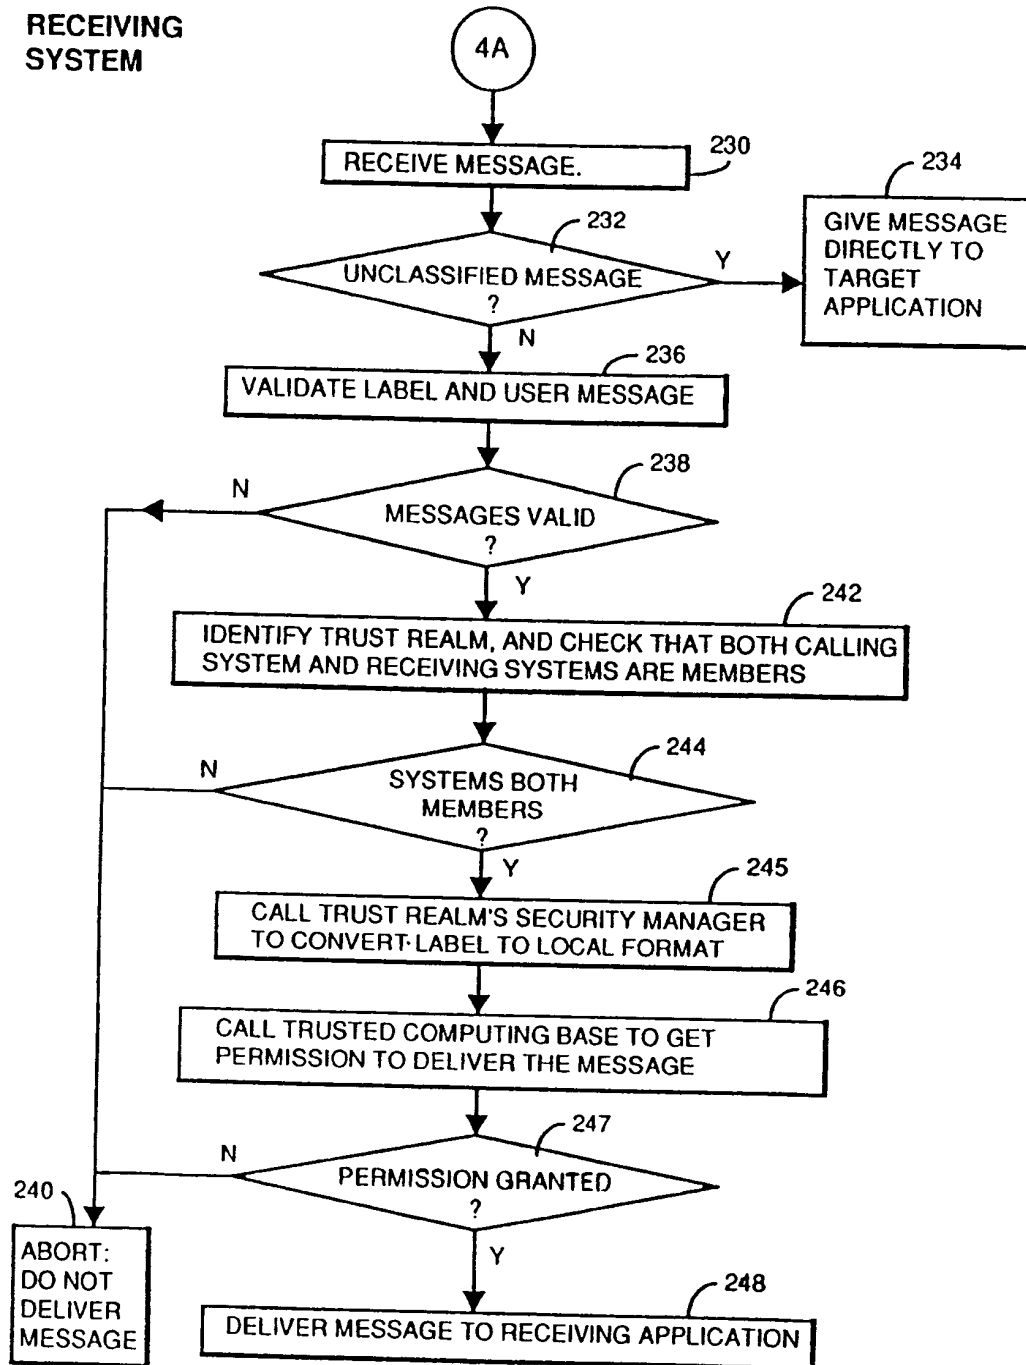 RECEIVING
SYSTEM
4A
230
RECEIVE MESSAGE.
232
234
UNCLASSIFIED MESSAGE
?
Y
GIVE MESSAGE
DIRECTLY TO
TARGET
APPLICATION
N
236
VALIDATE LABEL AND USER MESSAGE
238
N
MESSAGES VALID
?
Y
242
IDENTIFY TRUST REALM, AND CHECK THAT BOTH CALLING
SYSTEM AND RECEIVING SYSTEMS ARE MEMBERS
244
N
SYSTEMS BOTH
MEMBERS
?
Y
245
CALL TRUST REALM'S SECURITY MANAGER
TO CONVERT LABEL TO LOCAL FORMAT
246
CALL TRUSTED COMPUTING BASE TO GET
PERMISSION TO DELIVER THE MESSAGE
247
N
PERMISSION GRANTED
?
240
Y
ABORT:
DO NOT
DELIVER
MESSAGE
248
DELIVER MESSAGE TO RECEIVING APPLICATION